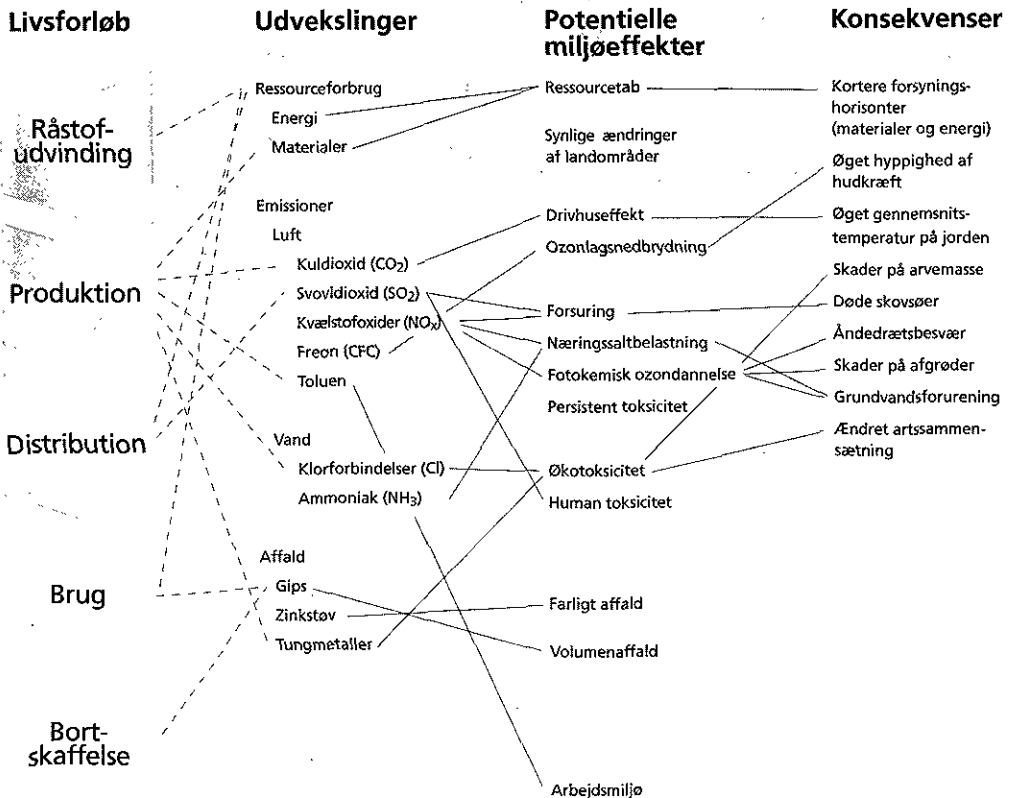 Livsforløb
Råstof-
udvinding
Produktion
Distribution
Brug
Bort-
skaffelse
Udvekslinger
Ressourceforbrug
Energi
Materialer
Emissioner
Luft
Kuldioxid (CO₂)
Svovldioxid (SO₂)
Kvælstofoxider (NOₓ)
Freon (CFC)
Toluen
Vand
Klorforbindelser (Cl)
Ammoniak (NH₃)
Affald
Gips
Zinkstøv
Tungmetaller
Potentielle
miljøeffekter
Ressourcetab
Synlige ændringer
af landområder
Drivhuseffekt
Ozonlagsnedbrydning
Forsuring
Næringssaltbelastning
Fotokemisk ozondannelse
Persistent toksicitet
Økotoksicitet
Human toksicitet
Farligt affald
Volumenaffald
Arbejdsmiljø
Konsekvenser
Kortere forsynings-
horisonter
(materialer og energi)
Øget hyppighed af
hudkræft
Øget gennemsnits-
temperatur på jorden
Skader på arvemasse
Døde skovsøer
Åndedrætsbesvær
Skader på afgrøder
Grundvandsforurening
Ændret artssammen-
sætning